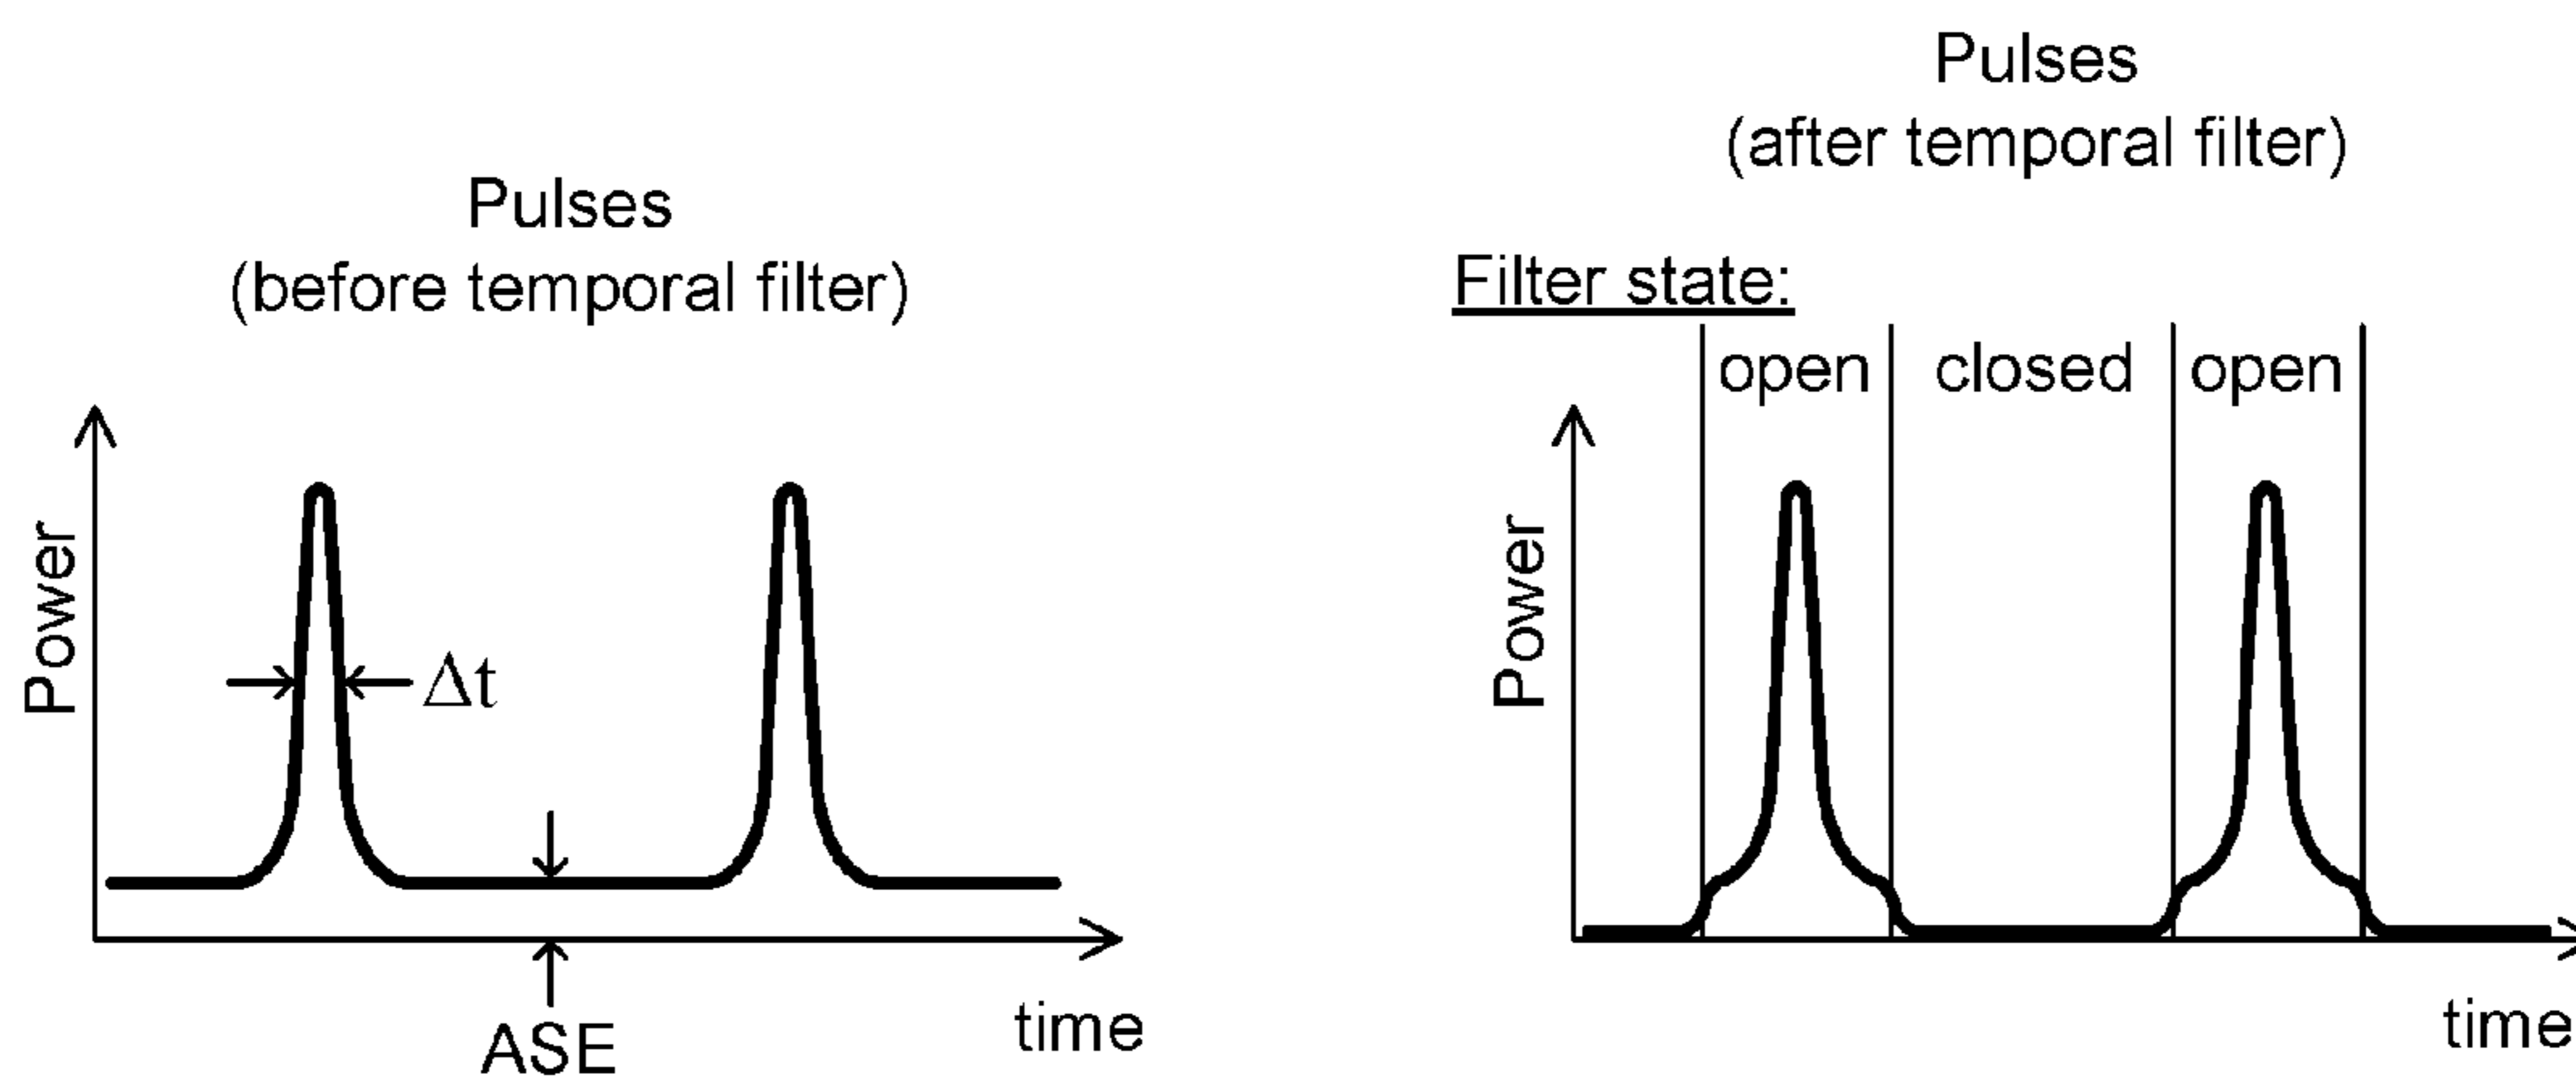 Pulses
(before temporal filter)
Power
Δt
ASE
time
Pulses
(after temporal filter)
Filter state:
open closed open
Power
time